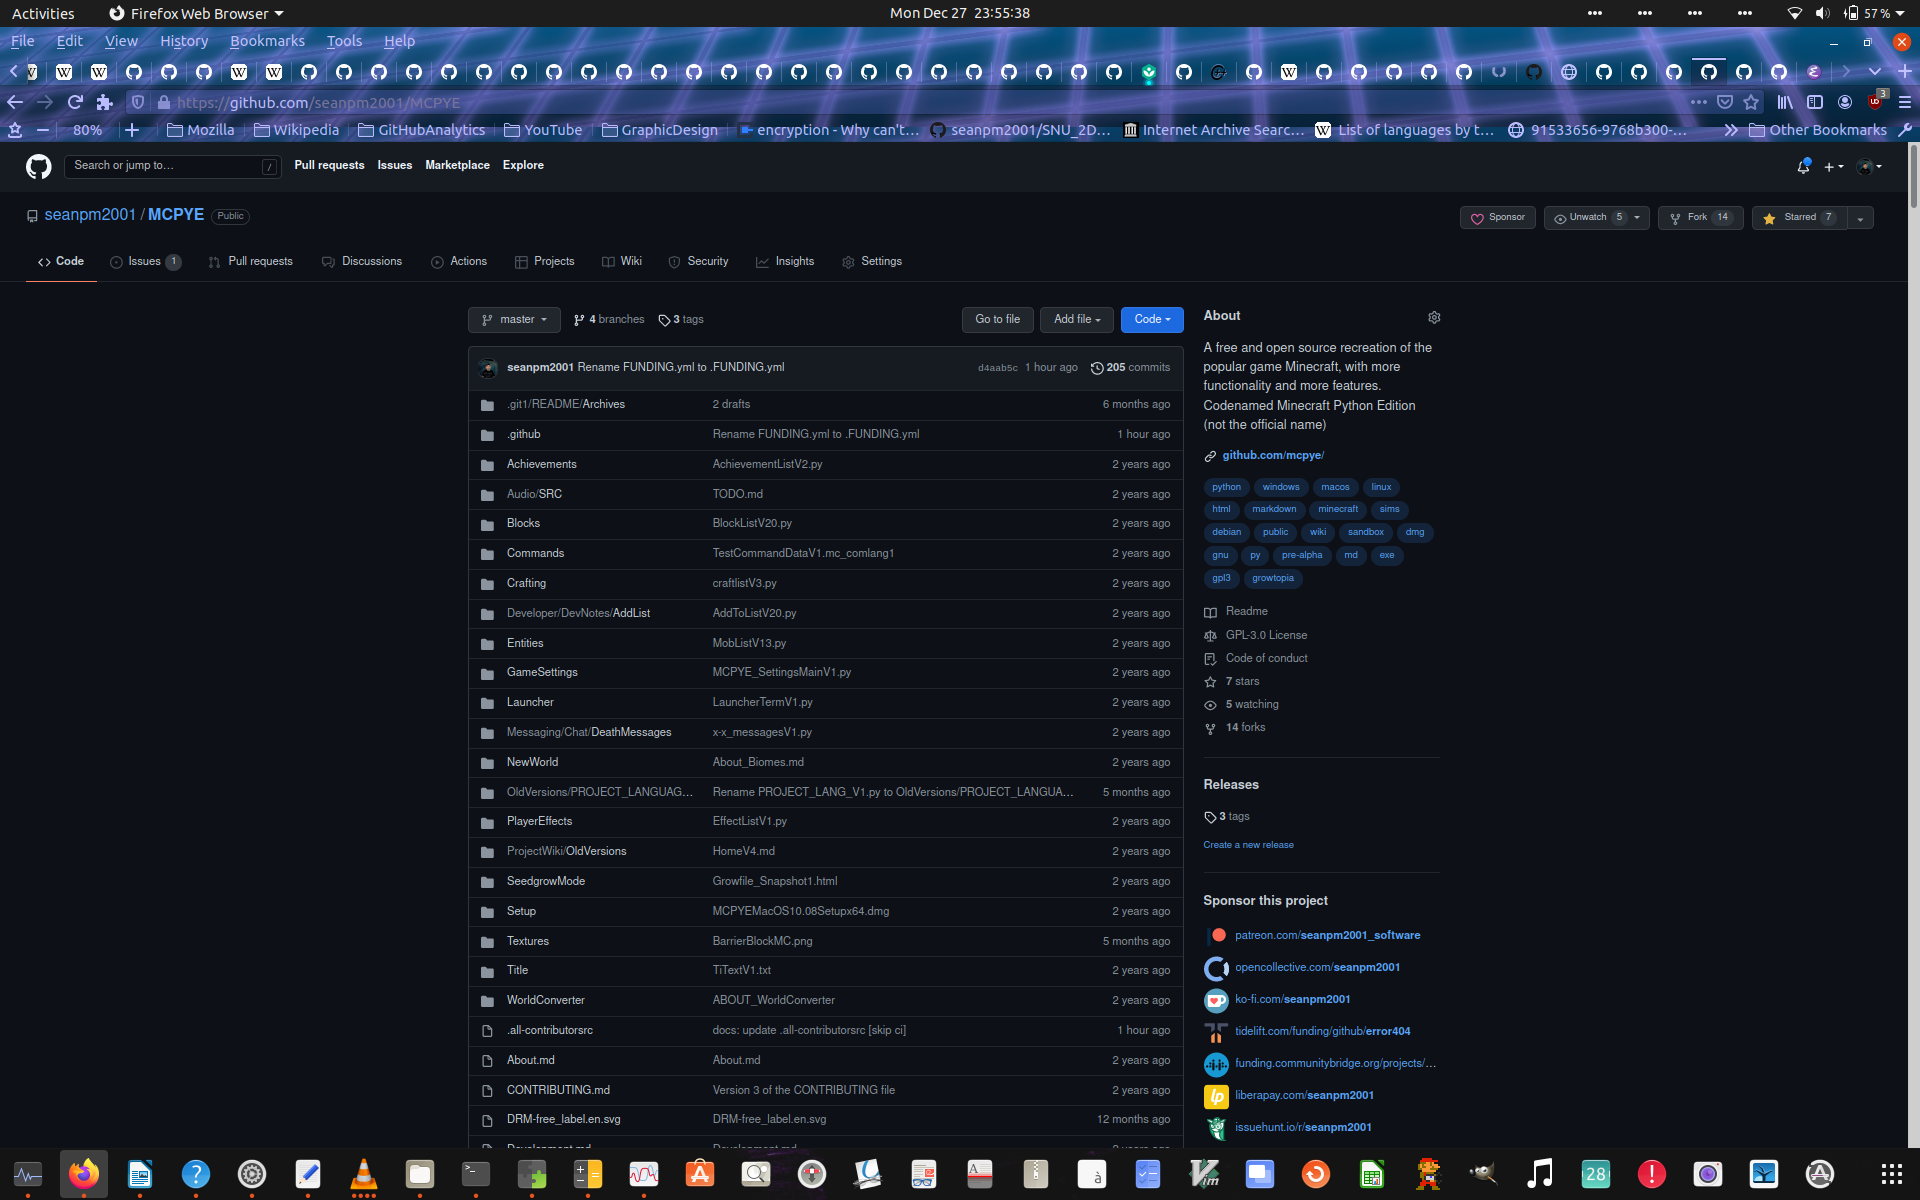 Activities Firefox Web Browser Mon Dec 27 23:55:38 57 %
File Edit View History Bookmarks Tools Help
https://github.com/seanpm2001/MCPYE 3
80% Mozilla Wikipedia GitHubAnalytics YouTube GraphicDesign encryption - Why can't… seanpm2001/SNU_2D… Internet Archive Searc… List of languages by t… 91533656-9768b300-… Other Bookmarks
Search or jump to… / Pull requests Issues Marketplace Explore
seanpm2001 / MCPYE Public Sponsor Unwatch 5 Fork 14 Starred 7
Code Issues 1 Pull requests Discussions Actions Projects Wiki Security Insights Settings
master 4 branches 3 tags Go to file Add file Code
seanpm2001 Rename FUNDING.yml to .FUNDING.yml d4aab5c 1 hour ago 205 commits
.git1/README/Archives 2 drafts 6 months ago
.github Rename FUNDING.yml to .FUNDING.yml 1 hour ago
Achievements AchievementListV2.py 2 years ago
Audio/SRC TODO.md 2 years ago
Blocks BlockListV20.py 2 years ago
Commands TestCommandDataV1.mc_comlang1 2 years ago
Crafting craftlistV3.py 2 years ago
Developer/DevNotes/AddList AddToListV20.py 2 years ago
Entities MobListV13.py 2 years ago
GameSettings MCPYE_SettingsMainV1.py 2 years ago
Launcher LauncherTermV1.py 2 years ago
Messaging/Chat/DeathMessages x-x_messagesV1.py 2 years ago
NewWorld About_Biomes.md 2 years ago
OldVersions/PROJECT_LANGUAG… Rename PROJECT_LANG_V1.py to OldVersions/PROJECT_LANGUA… 5 months ago
PlayerEffects EffectListV1.py 2 years ago
ProjectWiki/OldVersions HomeV4.md 2 years ago
SeedgrowMode Growfile_Snapshot1.html 2 years ago
Setup MCPYEMacOS10.08Setupx64.dmg 2 years ago
Textures BarrierBlockMC.png 5 months ago
Title TiTextV1.txt 2 years ago
WorldConverter ABOUT_WorldConverter 2 years ago
.all-contributorsrc docs: update .all-contributorsrc [skip ci] 1 hour ago
About.md About.md 2 years ago
CONTRIBUTING.md Version 3 of the CONTRIBUTING file 2 years ago
DRM-free_label.en.svg DRM-free_label.en.svg 12 months ago
Development.md Development.md 2 years ago
About
A free and open source recreation of the
popular game Minecraft, with more
functionality and more features.
Codenamed Minecraft Python Edition
(not the official name)
github.com/mcpye/
python windows macos linux
html markdown minecraft sims
debian public wiki sandbox dmg
gnu py pre-alpha md exe
gpl3 growtopia
Readme
GPL-3.0 License
Code of conduct
7 stars
5 watching
14 forks
Releases
3 tags
Create a new release
Sponsor this project
patreon.com/seanpm2001_software
opencollective.com/seanpm2001
ko-fi.com/seanpm2001
tidelift.com/funding/github/error404
funding.communitybridge.org/projects/…
liberapay.com/seanpm2001
issuehunt.io/r/seanpm2001
28